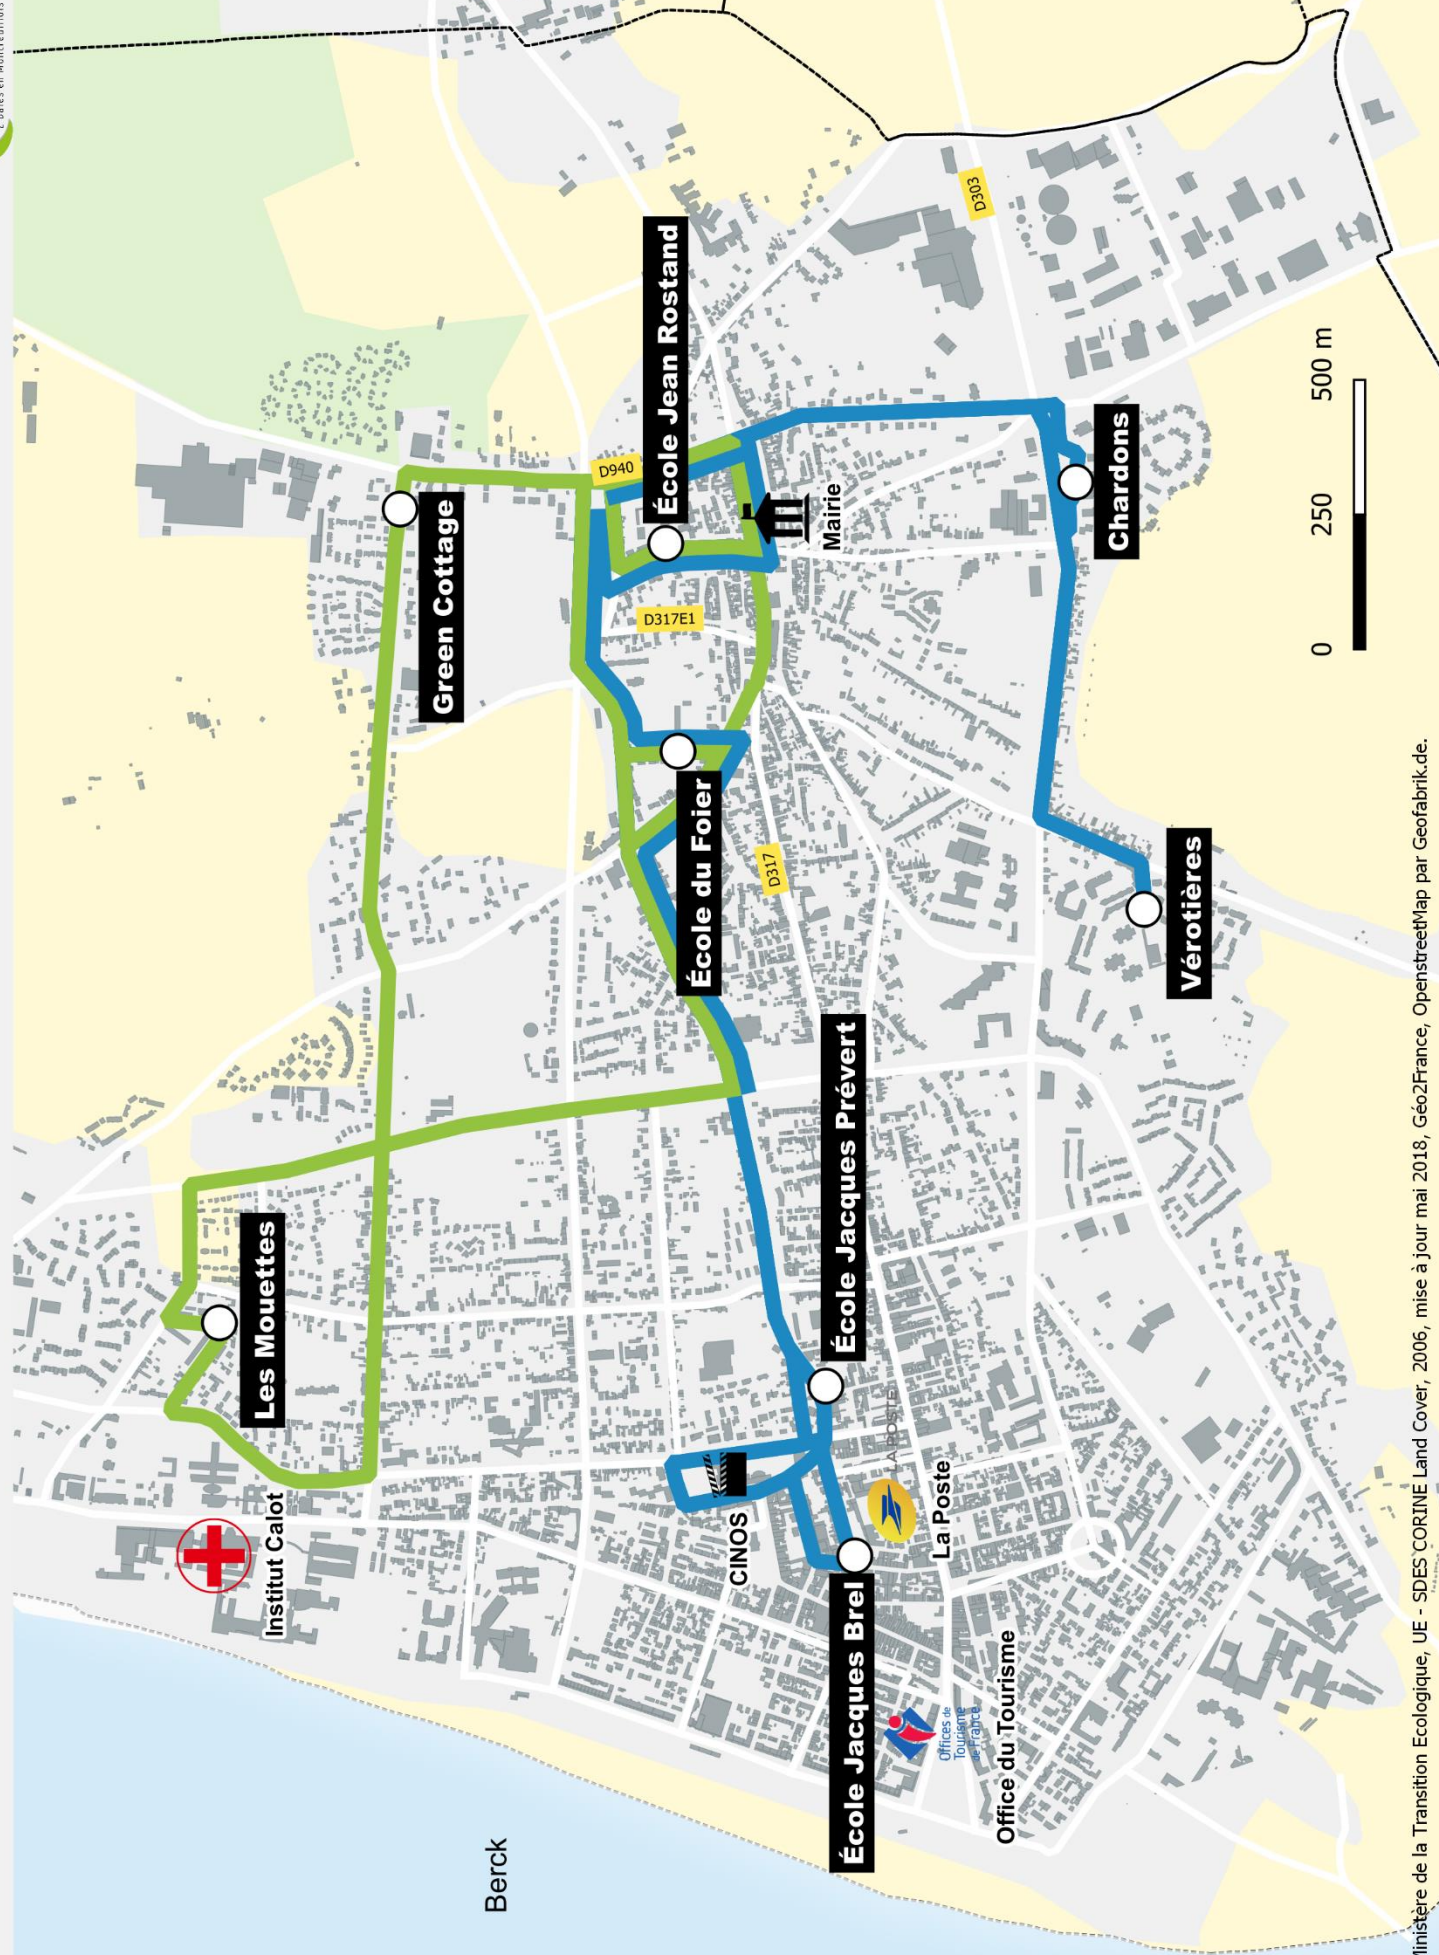 Les Mouettes
Institut Calot
Green Cottage
Berck
D940
École Jean Rostand
D317E1
École du Foier
CINOS
D317
Mairie
École Jacques Prévert
École Jacques Brel
LA POSTE
La Poste
Offices de
Tourisme
de France
Office du Tourisme
D303
Chardons
Vérotières
0 250 500 m
Ministère de la Transition Ecologique, UE - SDES CORINE Land Cover, 2006, mise à jour mai 2018, Géo2France, OpenstreetMap par Geofabrik.de.